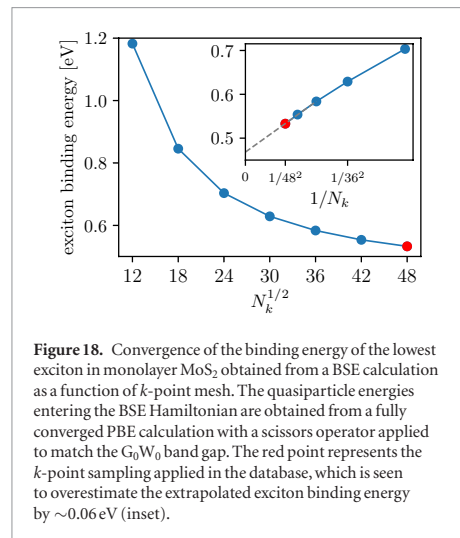 exciton binding energy [eV]
1.2
1.0
0.8
0.6
12 18 24 30 36 42 48
N_k^{1/2}
0.7
0.6
0.5
0 1/48² 1/36²
1/N_k
Figure 18. Convergence of the binding energy of the lowest
exciton in monolayer MoS₂ obtained from a BSE calculation
as a function of k-point mesh. The quasiparticle energies
entering the BSE Hamiltonian are obtained from a fully
converged PBE calculation with a scissors operator applied
to match the G₀W₀ band gap. The red point represents the
k-point sampling applied in the database, which is seen
to overestimate the extrapolated exciton binding energy
by ~0.06 eV (inset).